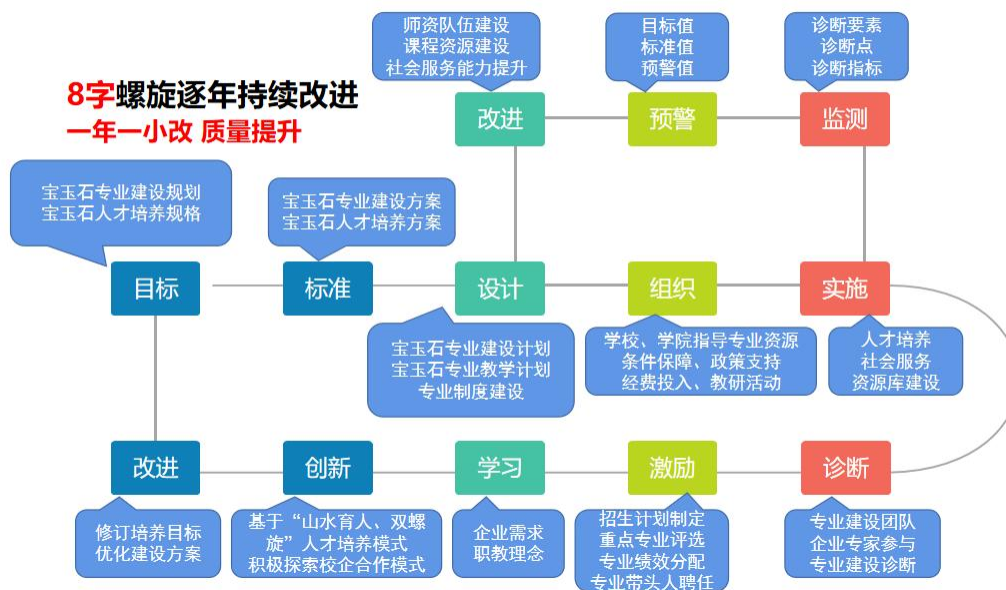 师资队伍建设
课程资源建设
社会服务能力提升
目标值
标准值
预警值
诊断要素
诊断点
诊断指标
8字螺旋逐年持续改进
一年一小改 质量提升
改进
预警
监测
宝玉石专业建设规划
宝玉石人才培养规格
宝玉石专业建设方案
宝玉石人才培养方案
目标
标准
设计
组织
实施
宝玉石专业建设计划
宝玉石专业教学计划
专业制度建设
学校、学院指导专业资源
条件保障、政策支持
经费投入、教研活动
人才培养
社会服务
资源库建设
改进
创新
学习
激励
诊断
修订培养目标
优化建设方案
基于“山水育人、双螺
旋”人才培养模式
积极探索校企合作模式
企业需求
职教理念
招生计划制定
重点专业评选
专业绩效分配
专业带头人聘任
专业建设团队
企业专家参与
专业建设诊断